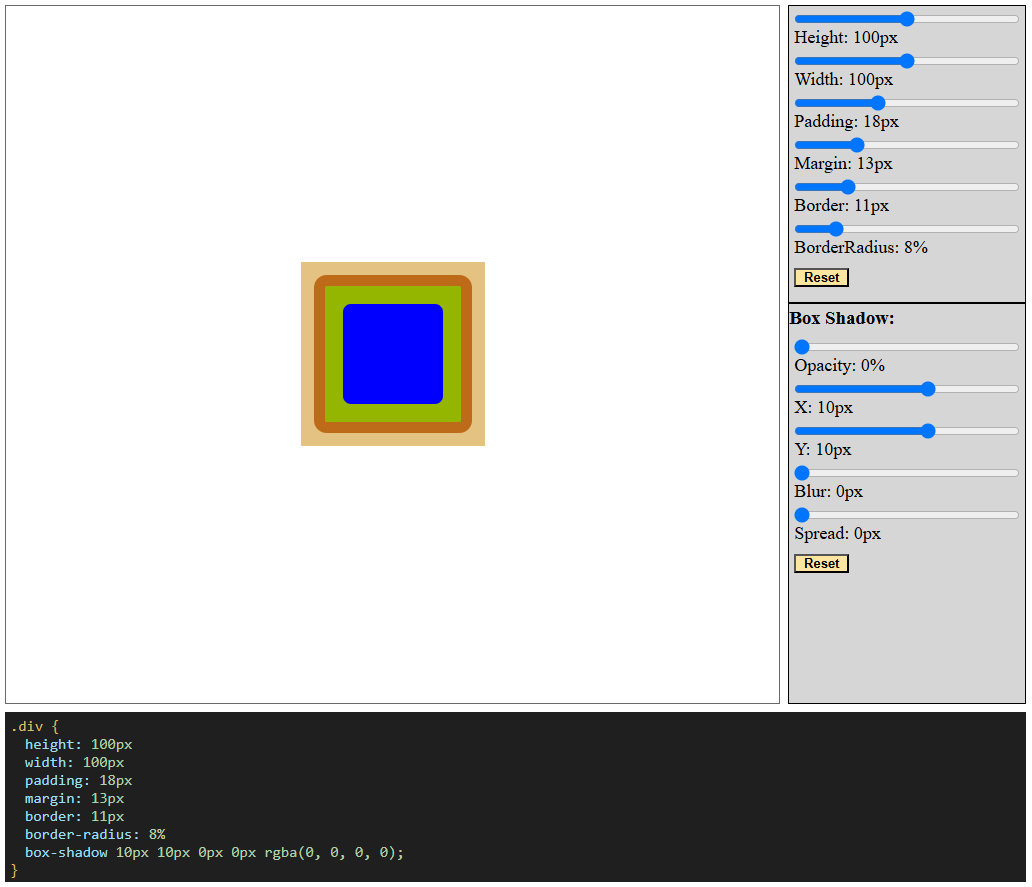 Height: 100px
Width: 100px
Padding: 18px
Margin: 13px
Border: 11px
BorderRadius: 8%
Reset
Box Shadow:
Opacity: 0%
X: 10px
Y: 10px
Blur: 0px
Spread: 0px
Reset
.div {
height: 100px
width: 100px
padding: 18px
margin: 13px
border: 11px
border-radius: 8%
box-shadow 10px 10px 0px 0px rgba(0, 0, 0, 0);
}